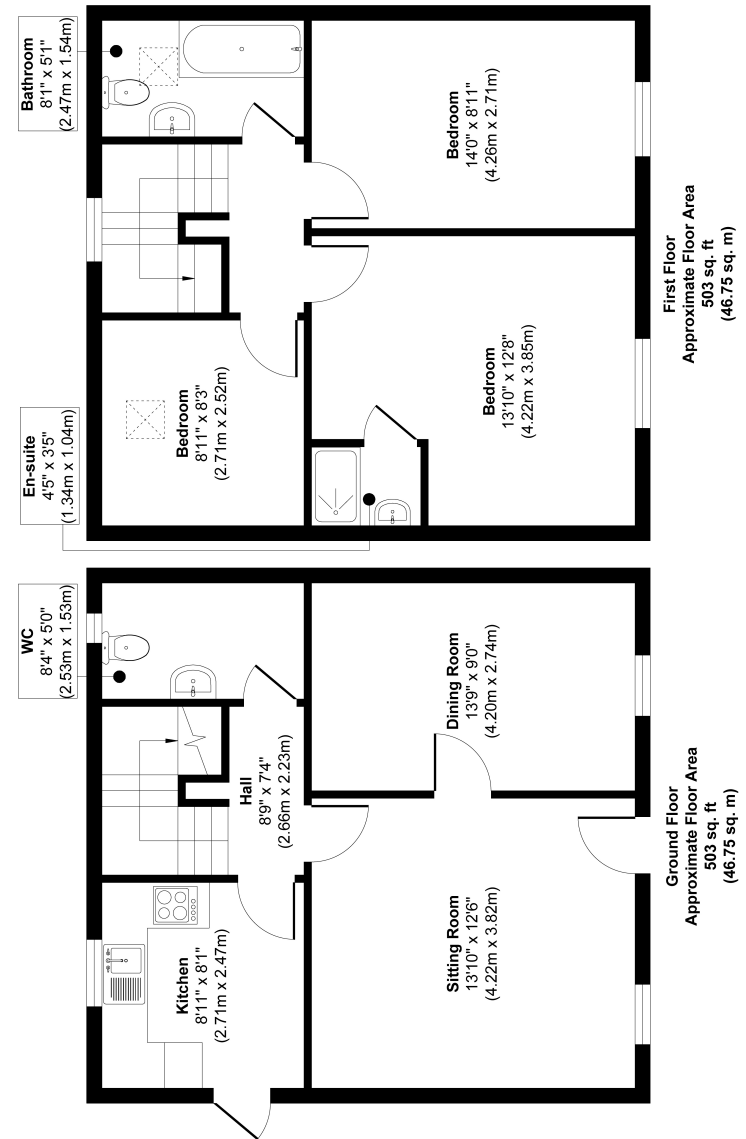 WC
8'4" x 5'0"
(2.53m x 1.53m)
Kitchen
8'11" x 8'1"
(2.71m x 2.47m)
Hall
8'9" x 7'4"
(2.66m x 2.23m)
Sitting Room
13'10" x 12'6"
(4.22m x 3.82m)
Dining Room
13'9" x 9'0"
(4.20m x 2.74m)
Ground Floor
Approximate Floor Area
503 sq. ft
(46.75 sq. m)
En-suite
4'5" x 3'5"
(1.34m x 1.04m)
Bathroom
8'1" x 5'1"
(2.47m x 1.54m)
Bedroom
8'11" x 8'3"
(2.71m x 2.52m)
Bedroom
13'10" x 12'8"
(4.22m x 3.85m)
Bedroom
14'0" x 8'11"
(4.26m x 2.71m)
First Floor
Approximate Floor Area
503 sq. ft
(46.75 sq. m)